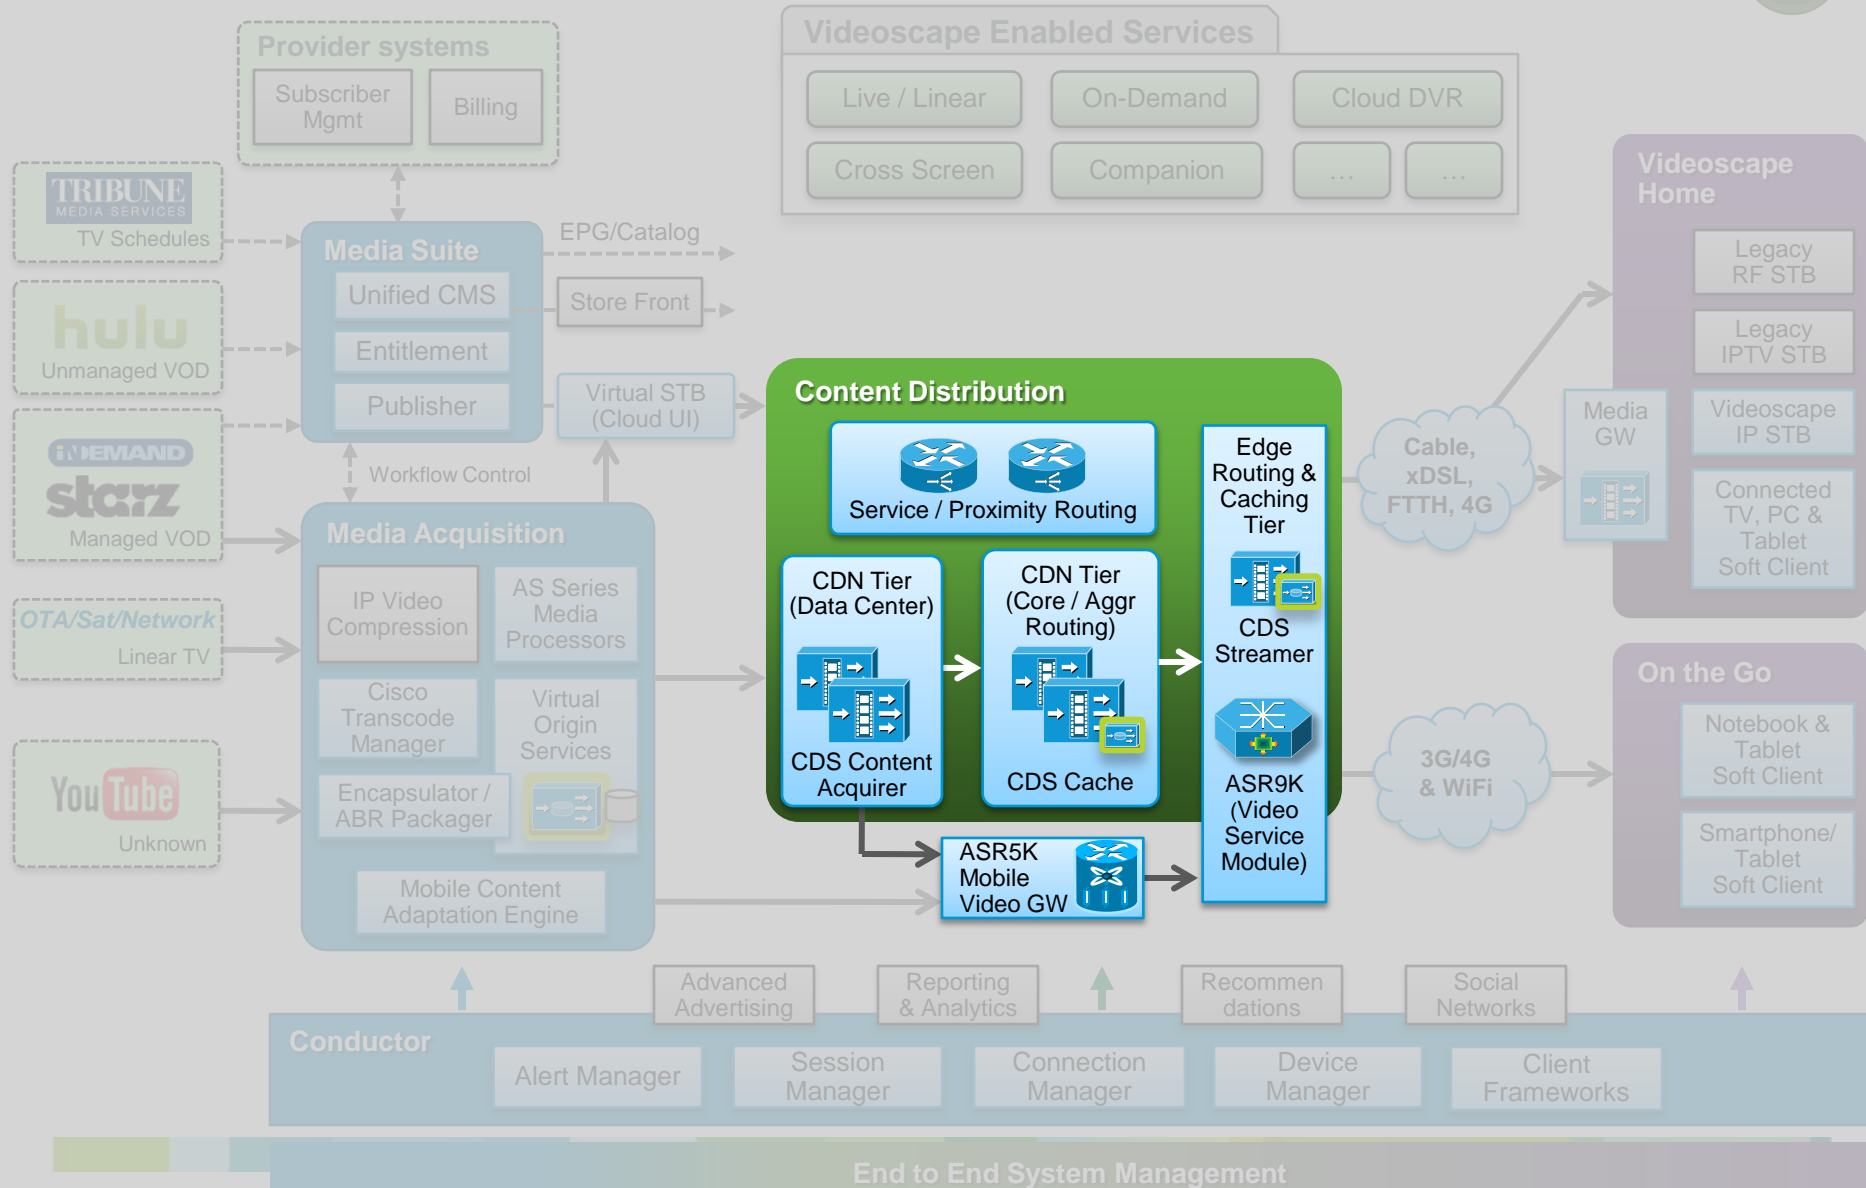 Provider systems
Subscriber
Mgmt
Billing
Videoscape Enabled Services
Live / Linear
On-Demand
Cloud DVR
Cross Screen
Companion
…
…
TRIBUNE
MEDIA SERVICES
TV Schedules
hulu
Unmanaged VOD
iNDEMAND
starz
Managed VOD
OTA/Sat/Network
Linear TV
YouTube
Unknown
Media Suite
Unified CMS
Entitlement
Publisher
EPG/Catalog
Store Front
Virtual STB
(Cloud UI)
Workflow Control
Media Acquisition
IP Video
Compression
AS Series
Media
Processors
Cisco
Transcode
Manager
Virtual
Origin
Services
Encapsulator /
ABR Packager
Mobile Content
Adaptation Engine
Content Distribution
Service / Proximity Routing
CDN Tier
(Data Center)
CDS Content
Acquirer
CDN Tier
(Core / Aggr
Routing)
CDS Cache
Edge
Routing &
Caching
Tier
CDS
Streamer
ASR9K
(Video
Service
Module)
ASR5K
Mobile
Video GW
Cable,
xDSL,
FTTH, 4G
3G/4G
& WiFi
Videoscape
Home
Legacy
RF STB
Legacy
IPTV STB
Media
GW
Videoscape
IP STB
Connected
TV, PC &
Tablet
Soft Client
On the Go
Notebook &
Tablet
Soft Client
Smartphone/
Tablet
Soft Client
Advanced
Advertising
Reporting
& Analytics
Recommen
dations
Social
Networks
Conductor
Alert Manager
Session
Manager
Connection
Manager
Device
Manager
Client
Frameworks
End to End System Management